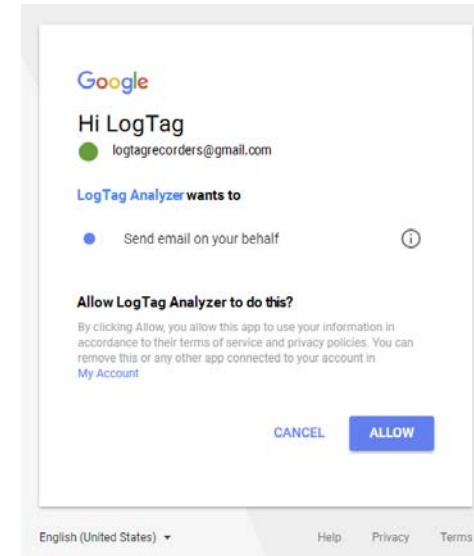 Google
Hi LogTag
logtagrecorders@gmail.com
LogTag Analyzer wants to
Send email on your behalf
Allow LogTag Analyzer to do this?
By clicking Allow, you allow this app to use your information in
accordance to their terms of service and privacy policies. You can
remove this or any other app connected to your account in
My Account
CANCEL ALLOW
English (United States) Help Privacy Terms